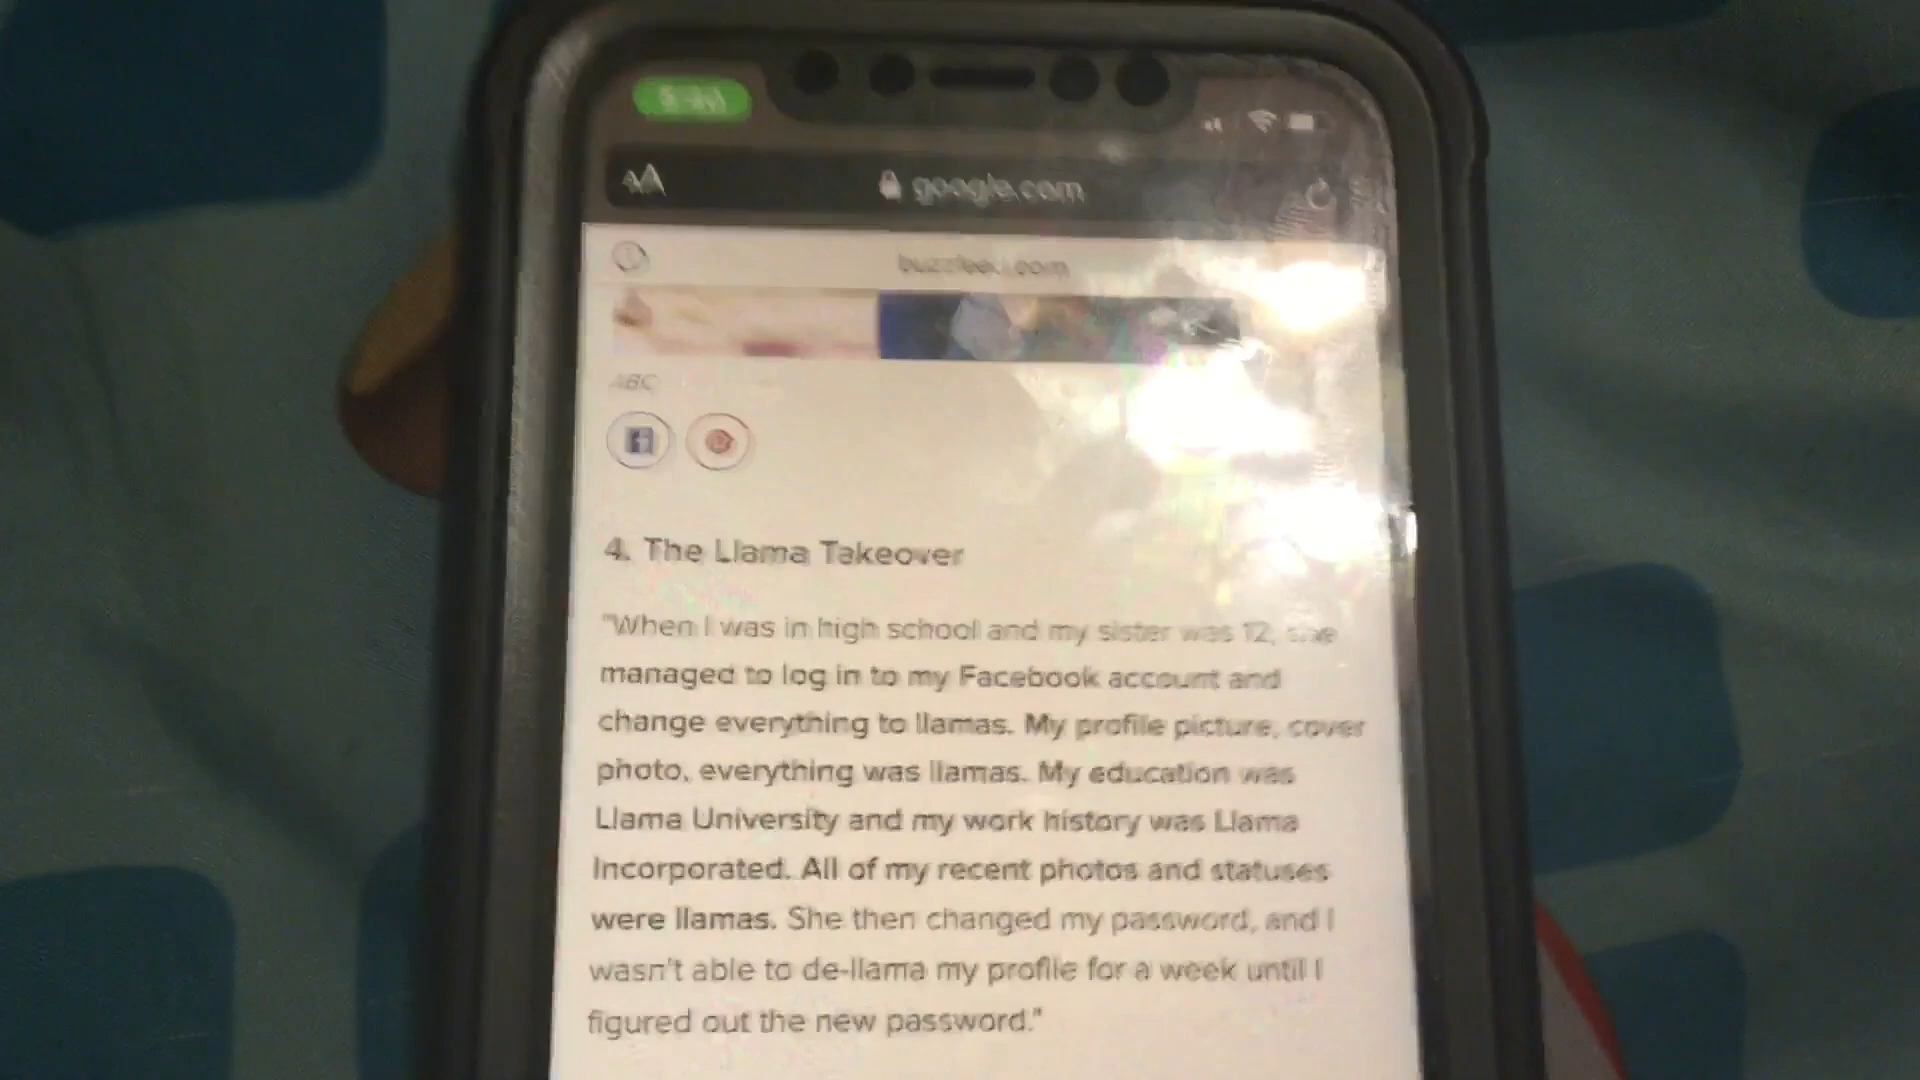 AA google.com
buzzfeed.com
ABC
4. The Llama Takeover
"When I was in high school and my sister was 12, she
managed to log in to my Facebook account and
change everything to llamas. My profile picture, cover
photo, everything was llamas. My education was
Llama University and my work history was Llama
Incorporated. All of my recent photos and statuses
were llamas. She then changed my password, and I
wasn't able to de-llama my profile for a week until I
figured out the new password."